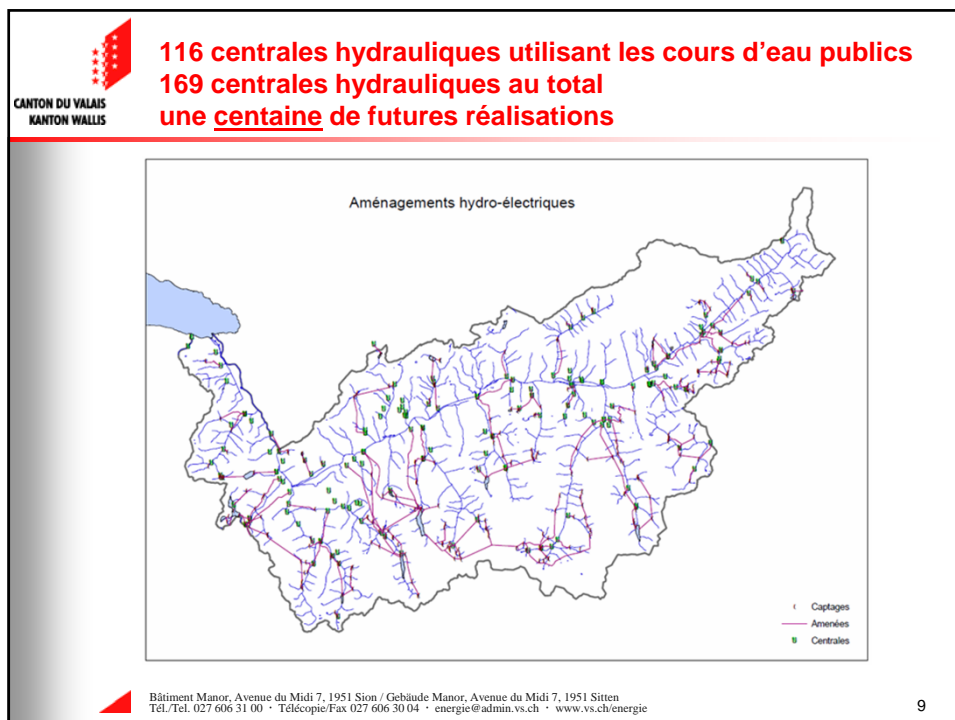 116 centrales hydrauliques utilisant les cours d'eau publics
169 centrales hydrauliques au total
une centaine de futures réalisations
CANTON DU VALAIS
KANTON WALLIS
Aménagements hydro-électriques
Captages
Amenées
Centrales
Bâtiment Manor, Avenue du Midi 7, 1951 Sion / Gebäude Manor, Avenue du Midi 7, 1951 Sitten
Tél./Tel. 027 606 31 00 · Télécopie/Fax 027 606 30 04 · energie@admin.vs.ch · www.vs.ch/energie
9